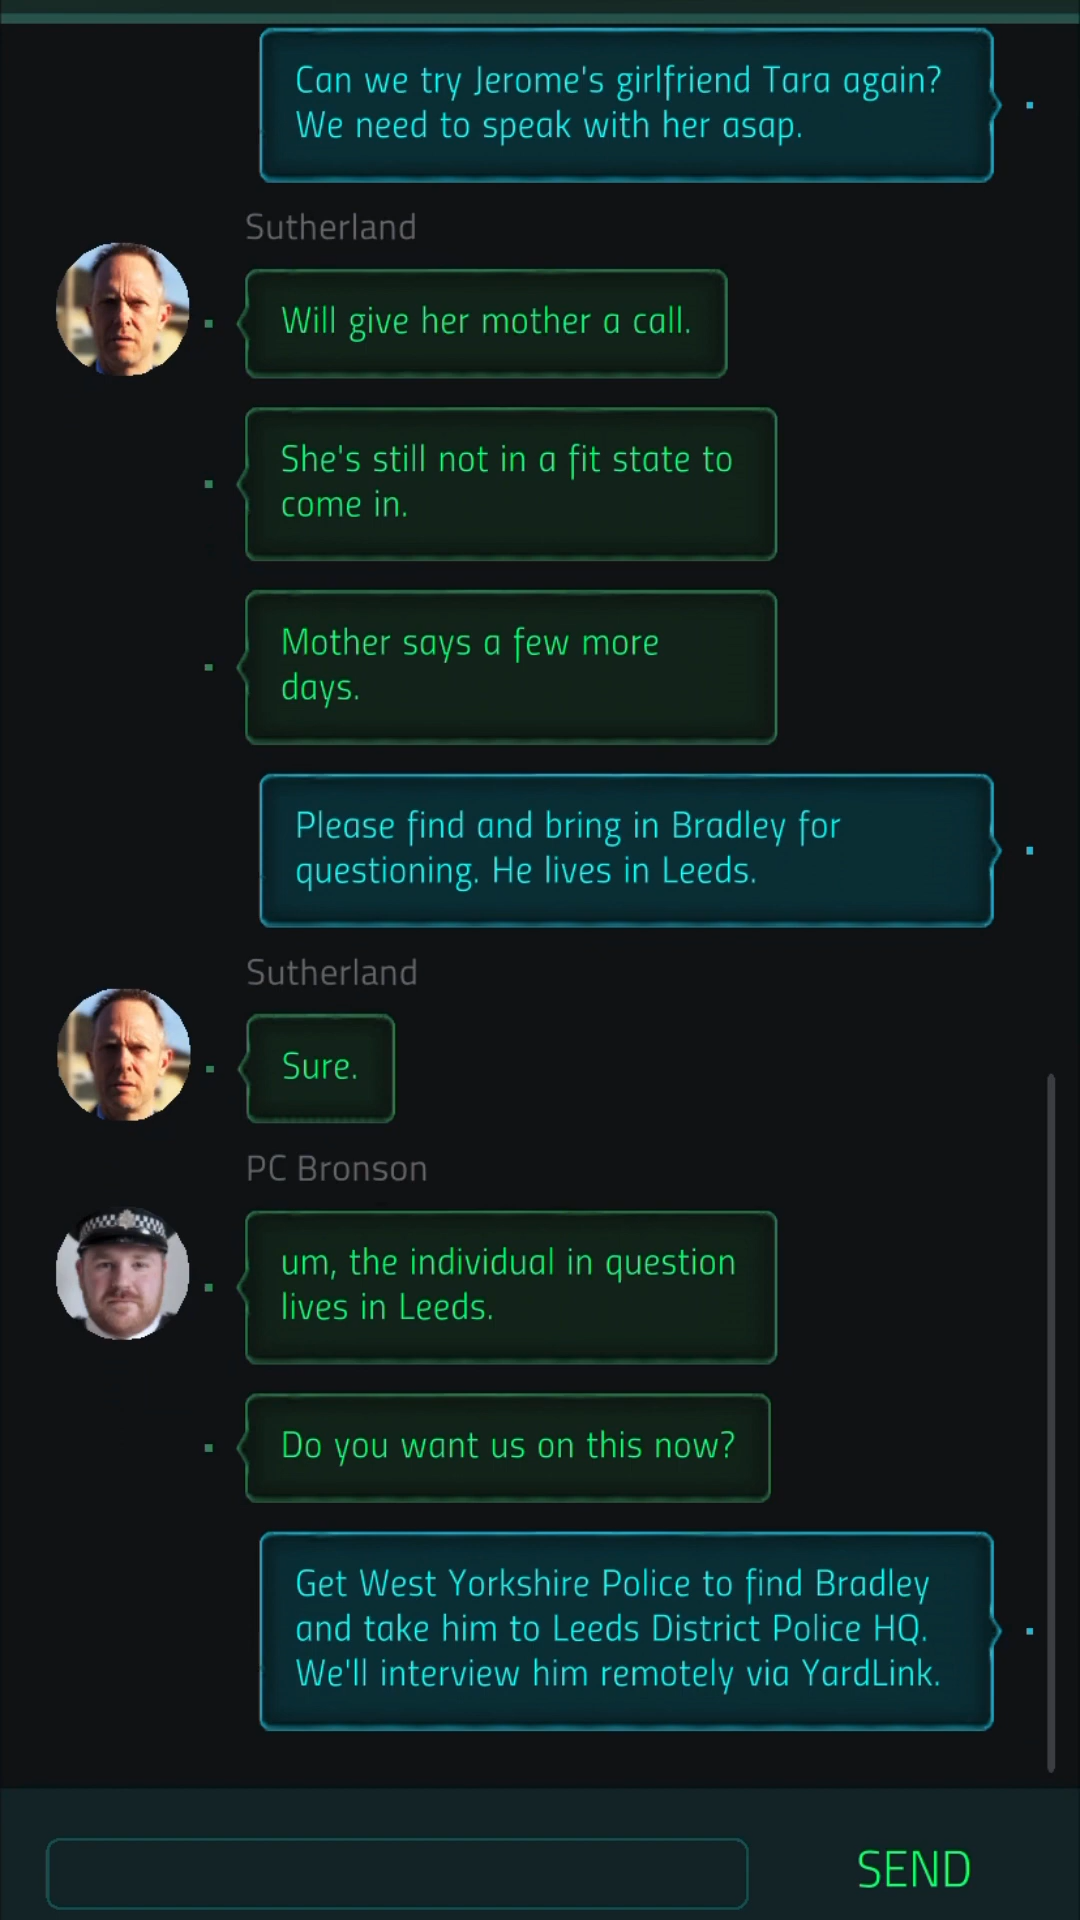 Can we try Jerome's girlfriend Tara again?
We need to speak with her asap.
Sutherland
Will give her mother a call.
She's still not in a fit state to
come in.
Mother says a few more
days.
Please find and bring in Bradley for
questioning. He lives in Leeds.
Sutherland
Sure.
PC Bronson
um, the individual in question
lives in Leeds.
Do you want us on this now?
Get West Yorkshire Police to find Bradley
and take him to Leeds District Police HQ.
We'll interview him remotely via YardLink.
SEND